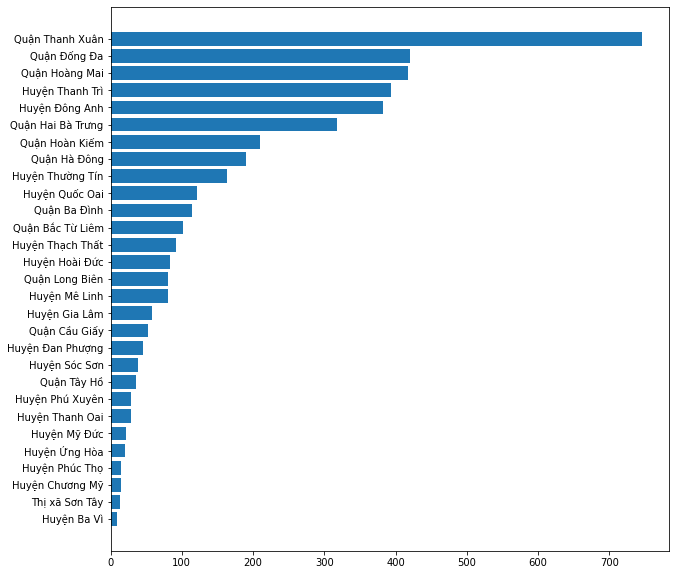 Quận Thanh Xuân
Quận Đống Đa
Quận Hoàng Mai
Huyện Thanh Trì
Huyện Đông Anh
Quận Hai Bà Trưng
Quận Hoàn Kiếm
Quận Hà Đông
Huyện Thường Tín
Huyện Quốc Oai
Quận Ba Đình
Quận Bắc Từ Liêm
Huyện Thạch Thất
Huyện Hoài Đức
Quận Long Biên
Huyện Mê Linh
Huyện Gia Lâm
Quận Cầu Giấy
Huyện Đan Phượng
Huyện Sóc Sơn
Quận Tây Hồ
Huyện Phú Xuyên
Huyện Thanh Oai
Huyện Mỹ Đức
Huyện Ứng Hòa
Huyện Phúc Thọ
Huyện Chương Mỹ
Thị xã Sơn Tây
Huyện Ba Vì
0 100 200 300 400 500 600 700